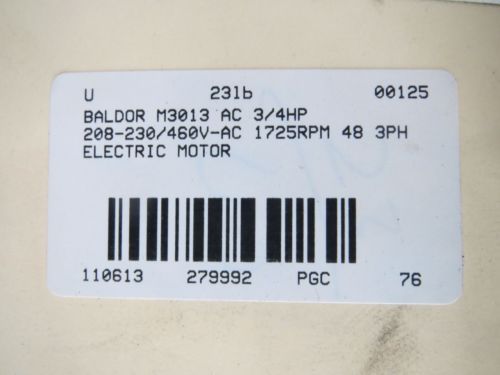 U 23lb 00125
BALDOR M3013 AC 3/4HP
208-230/460V-AC 1725RPM 48 3PH
ELECTRIC MOTOR
110613 279992 PGC 76